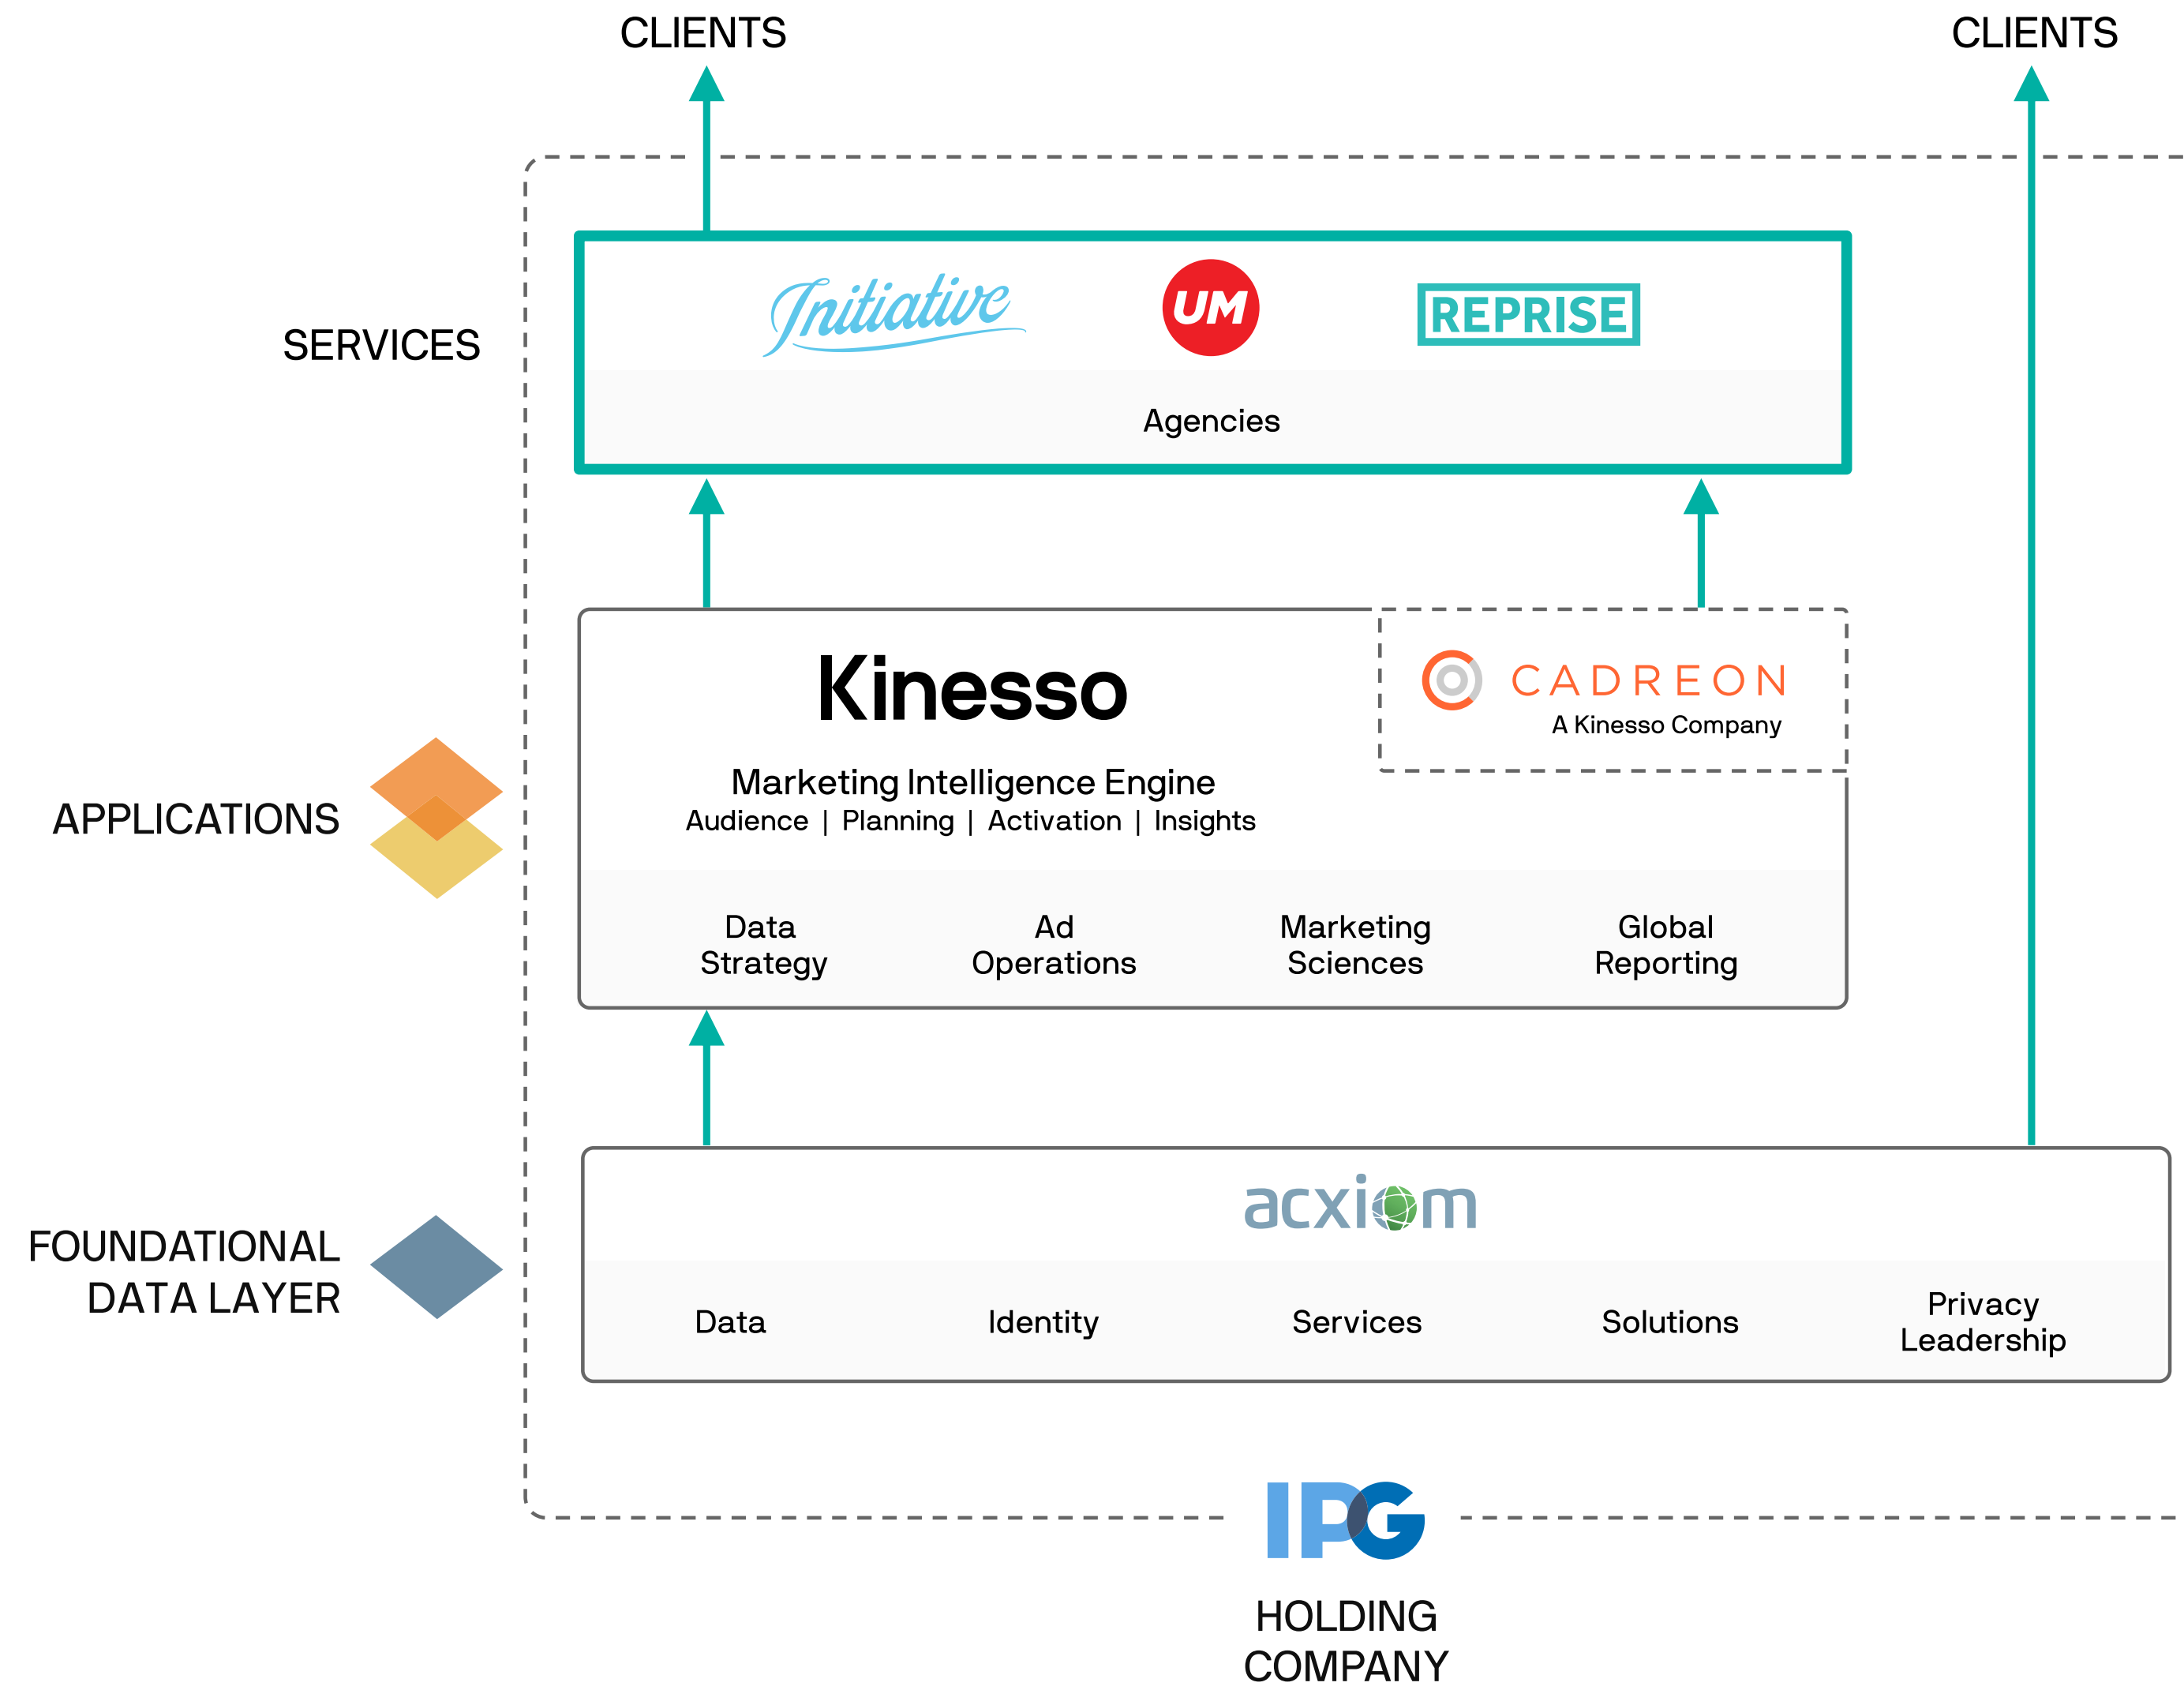 CLIENTS
CLIENTS
SERVICES
Initiative
UM
REPRISE
Agencies
APPLICATIONS
Kinesso
CADREON
A Kinesso Company
Marketing Intelligence Engine
Audience | Planning | Activation | Insights
Data
Strategy
Ad
Operations
Marketing
Sciences
Global
Reporting
FOUNDATIONAL
DATA LAYER
acxiom
Data
Identity
Services
Solutions
Privacy
Leadership
IPG
HOLDING
COMPANY